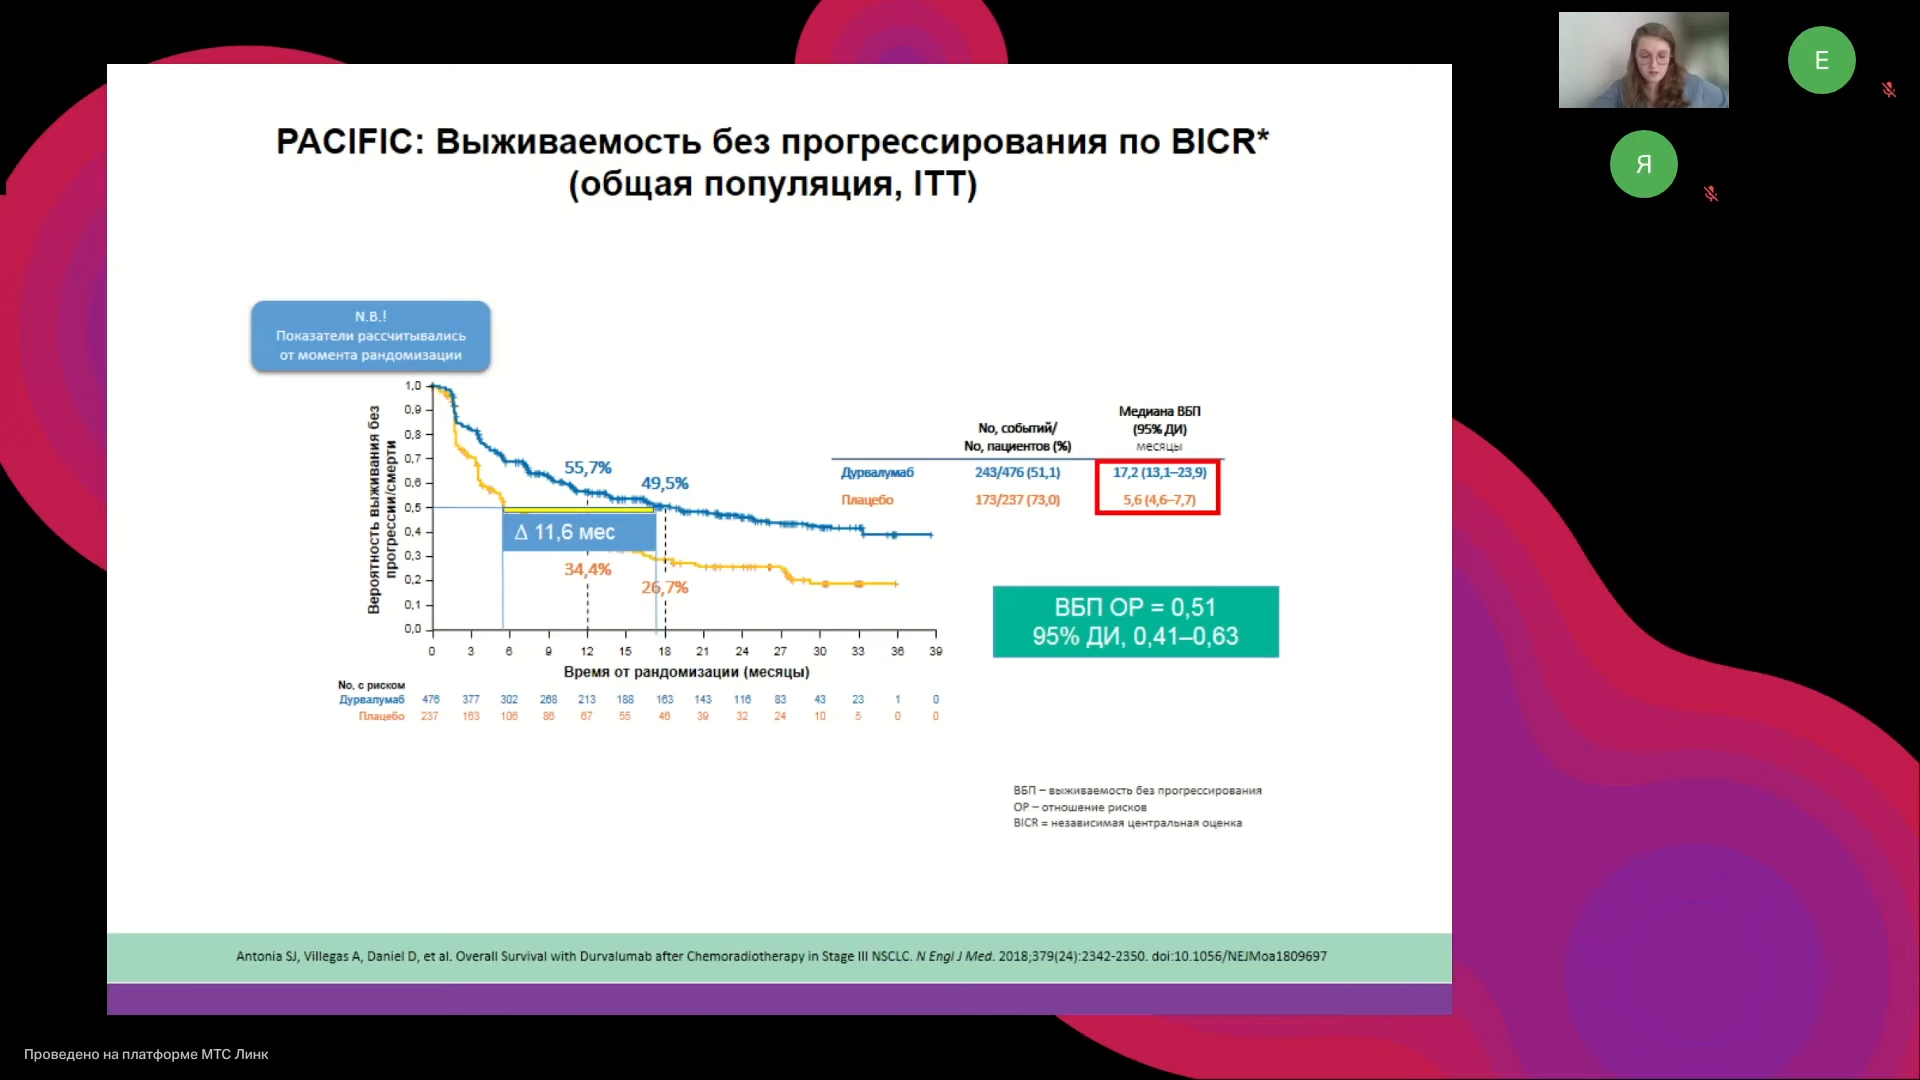 PACIFIC: Выживаемость без прогрессирования по BICR*
(общая популяция, ITT)
N.B.!
Показатели рассчитывались
от момента рандомизации
Вероятность выживания без
прогрессии/смерти
1,0
0,9
0,8
0,7
0,6
0,5
0,4
0,3
0,2
0,1
0,0
55,7%
49,5%
Δ 11,6 мес
34,4%
26,7%
0 3 6 9 12 15 18 21 24 27 30 33 36 39
Время от рандомизации (месяцы)
No, с риском
Дурвалумаб 476 377 302 268 213 188 163 143 116 83 43 23 1 0
Плацебо 237 163 106 86 67 55 46 39 32 24 10 5 0 0
No, событий/
No, пациентов (%)
Медиана ВБП
(95% ДИ)
месяцы
Дурвалумаб 243/476 (51,1) 17,2 (13,1–23,9)
Плацебо 173/237 (73,0) 5,6 (4,6–7,7)
ВБП ОР = 0,51
95% ДИ, 0,41–0,63
ВБП – выживаемость без прогрессирования
ОР – отношение рисков
BICR = независимая центральная оценка
Antonia SJ, Villegas A, Daniel D, et al. Overall Survival with Durvalumab after Chemoradiotherapy in Stage III NSCLC. N Engl J Med. 2018;379(24):2342-2350. doi:10.1056/NEJMoa1809697
E
Я
Проведено на платформе МТС Линк